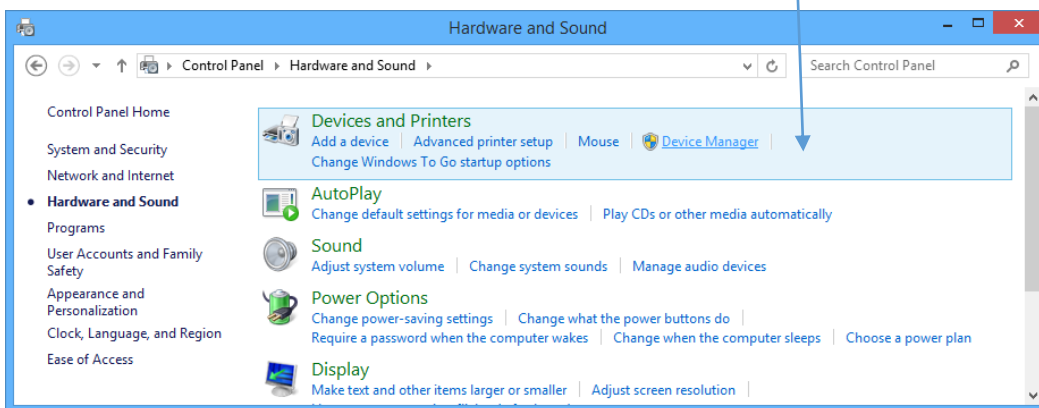 Hardware and Sound
Control Panel Hardware and Sound
Search Control Panel
Control Panel Home
System and Security
Network and Internet
Hardware and Sound
Programs
User Accounts and Family
Safety
Appearance and
Personalization
Clock, Language, and Region
Ease of Access
Devices and Printers
Add a device Advanced printer setup Mouse Device Manager
Change Windows To Go startup options
AutoPlay
Change default settings for media or devices Play CDs or other media automatically
Sound
Adjust system volume Change system sounds Manage audio devices
Power Options
Change power-saving settings Change what the power buttons do
Require a password when the computer wakes Change when the computer sleeps Choose a power plan
Display
Make text and other items larger or smaller Adjust screen resolution